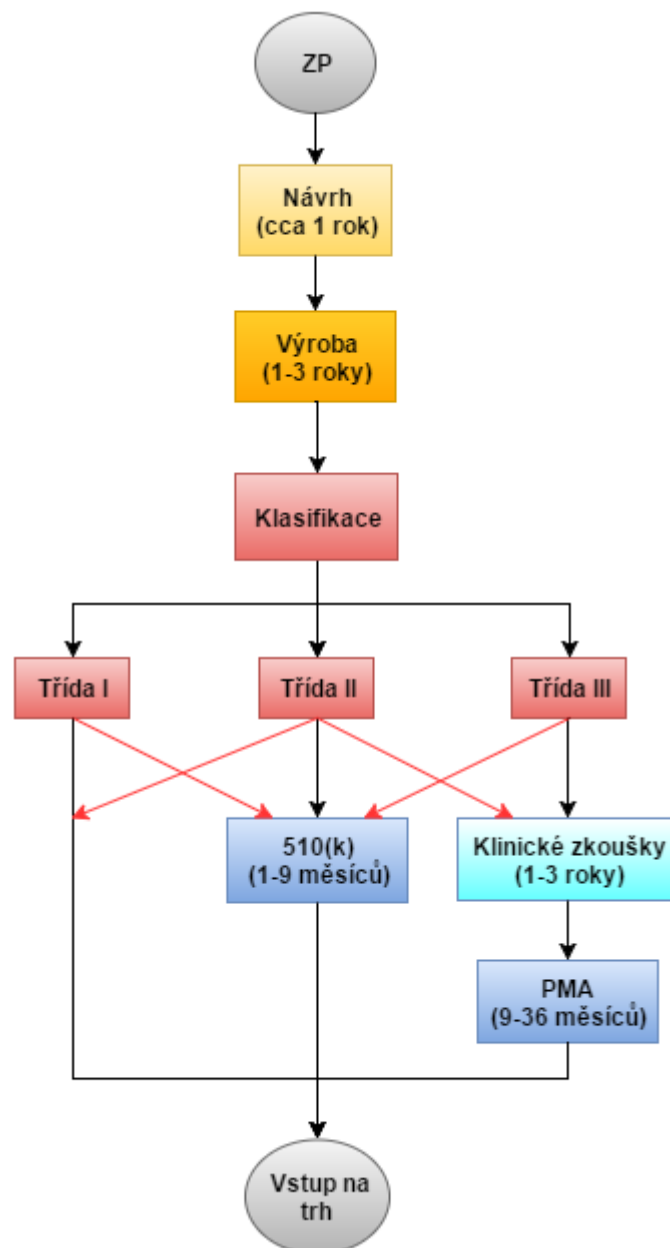 ZP
Návrh
(cca 1 rok)
Výroba
(1-3 roky)
Klasifikace
Třída I
Třída II
Třída III
510(k)
(1-9 měsíců)
Klinické zkoušky
(1-3 roky)
PMA
(9-36 měsíců)
Vstup na
trh